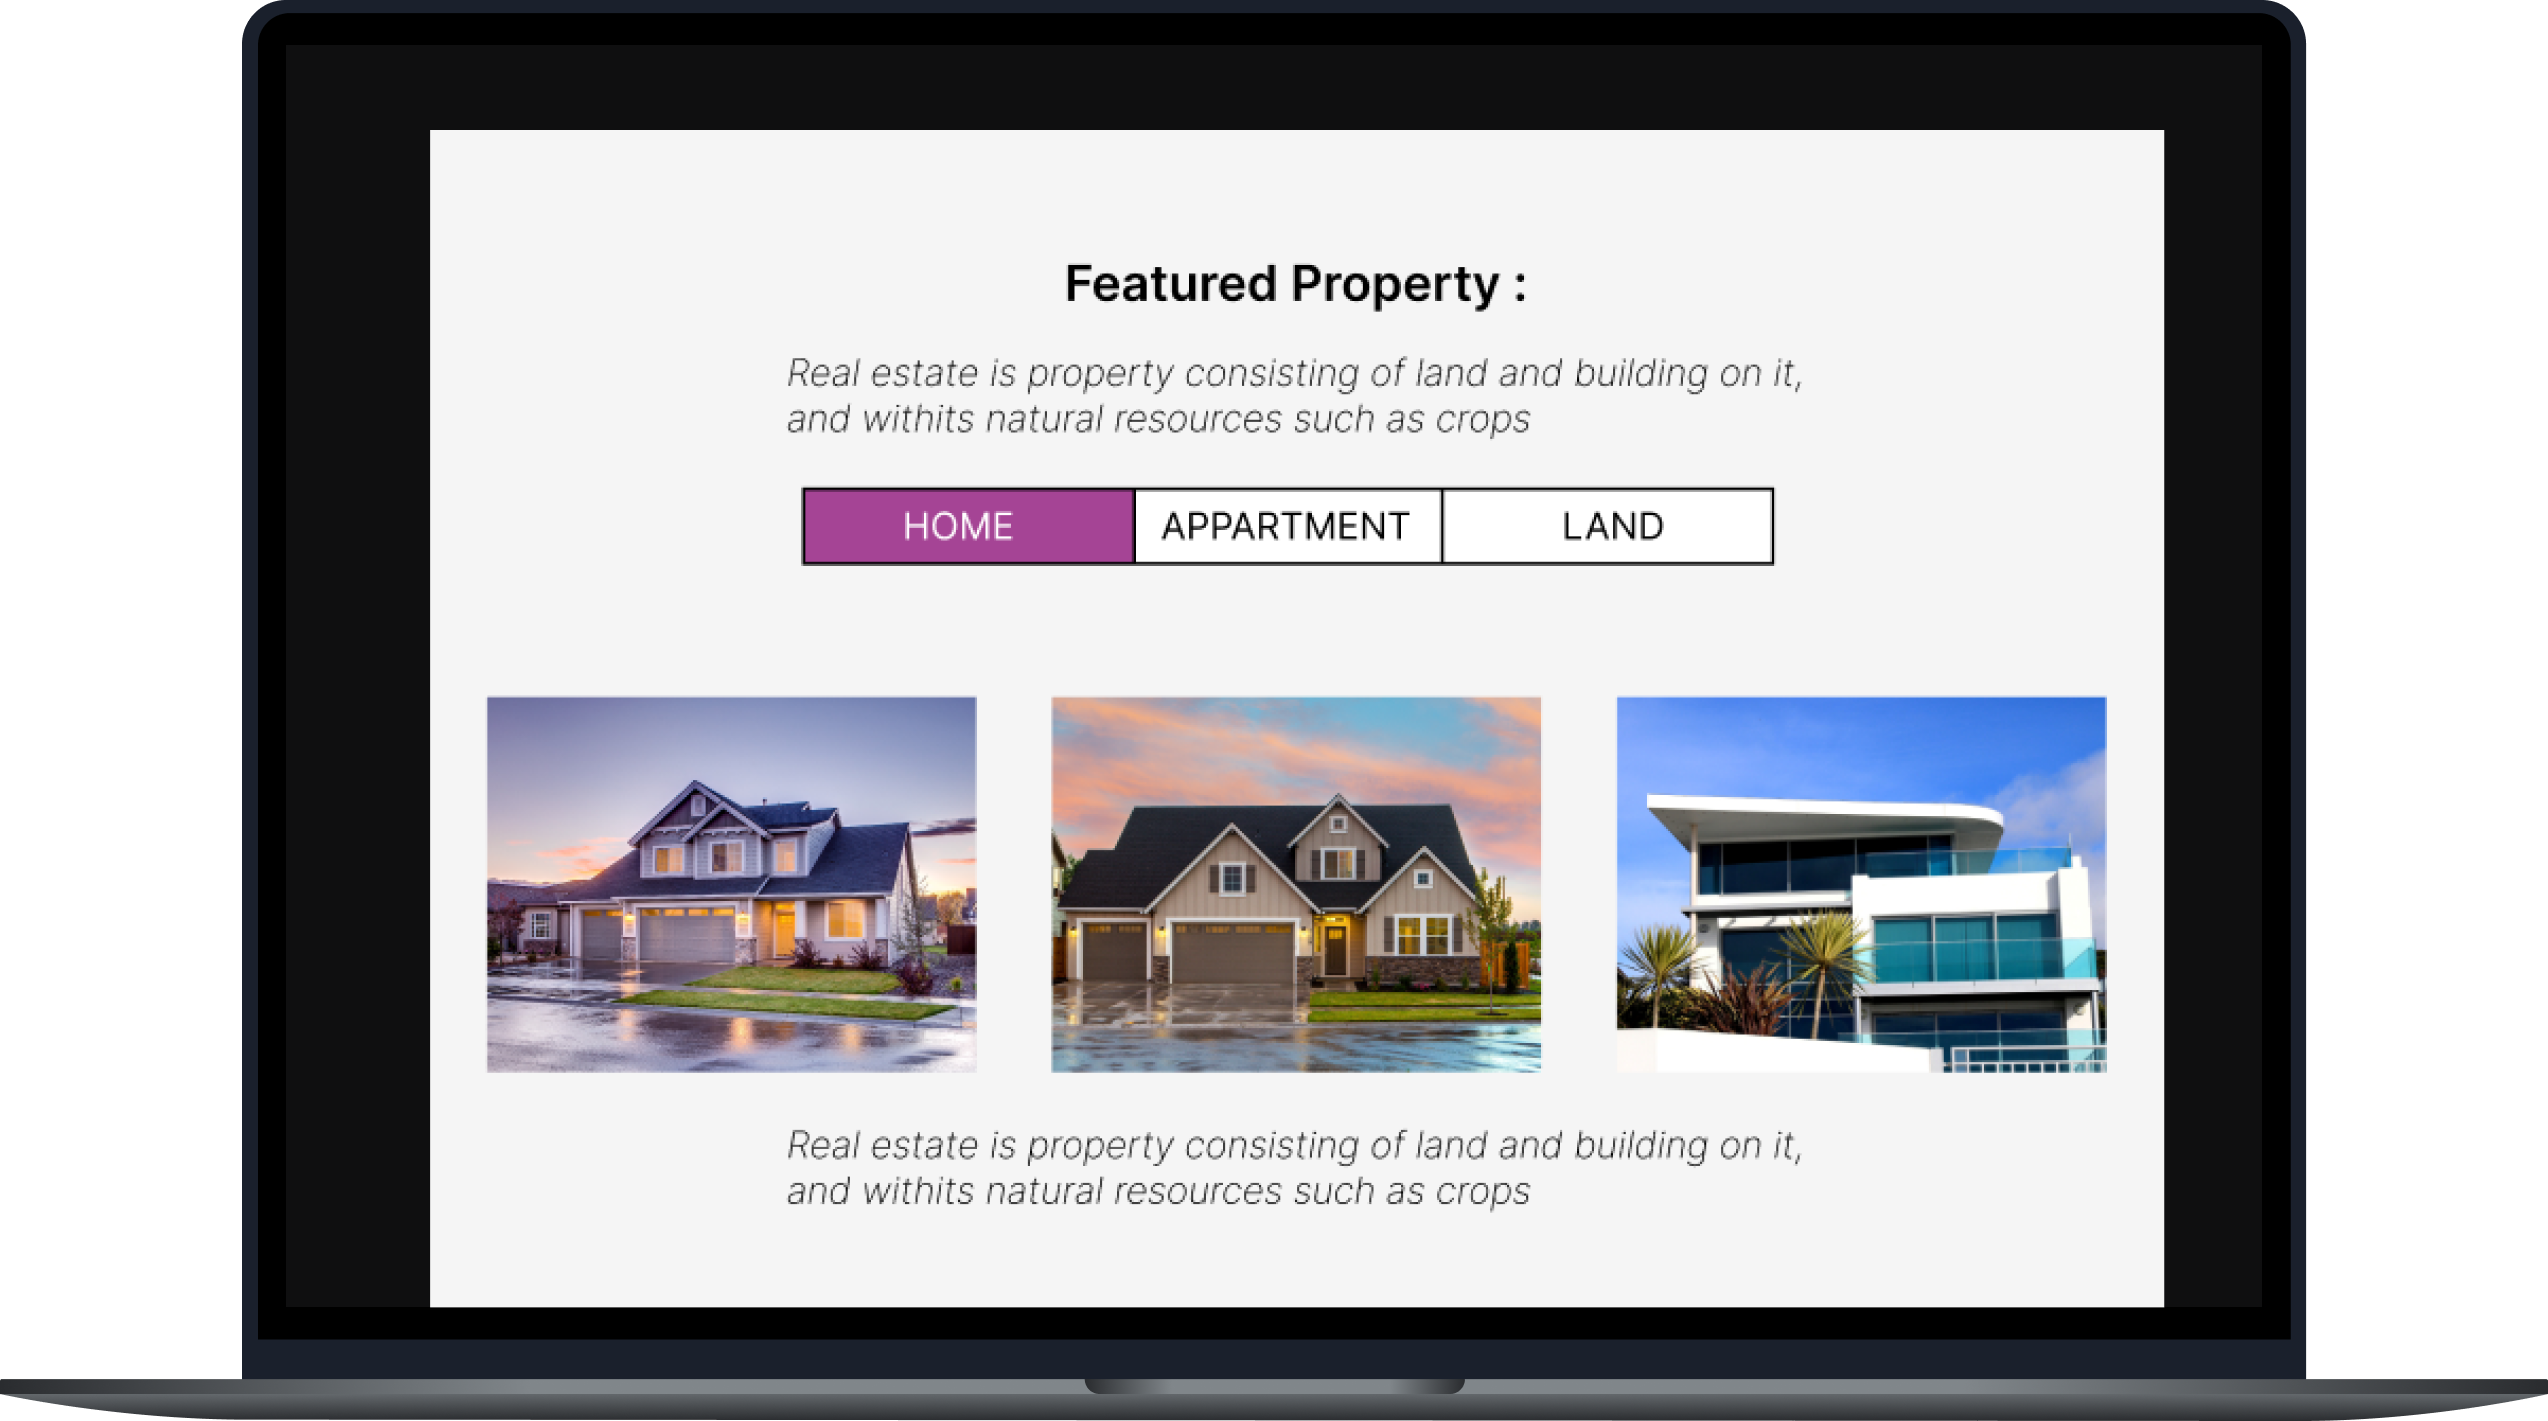 Featured Property :
Real estate is property consisting of land and building on it,
and withits natural resources such as crops
HOME APPARTMENT LAND
Real estate is property consisting of land and building on it,
and withits natural resources such as crops